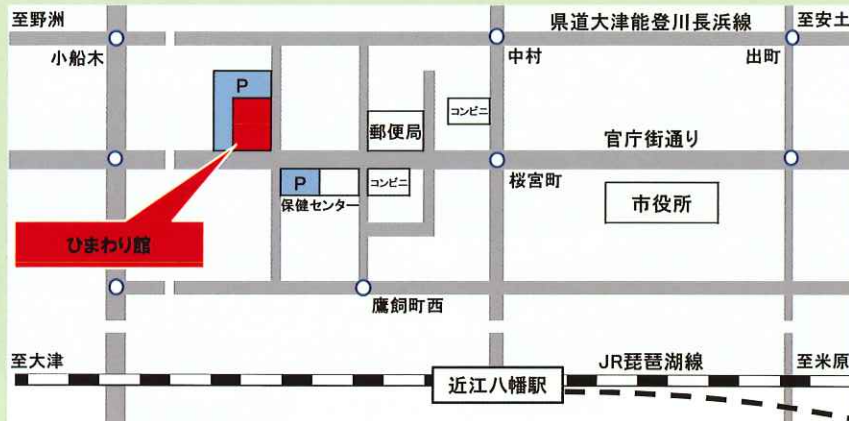 至野洲
県道大津能登川長浜線
至安土
小船木
中村
出町
P
コンビニ
郵便局
官庁街通り
P
コンビニ
桜宮町
保健センター
市役所
ひまわり館
鷹飼町西
至大津
JR琵琶湖線
至米原
近江八幡駅